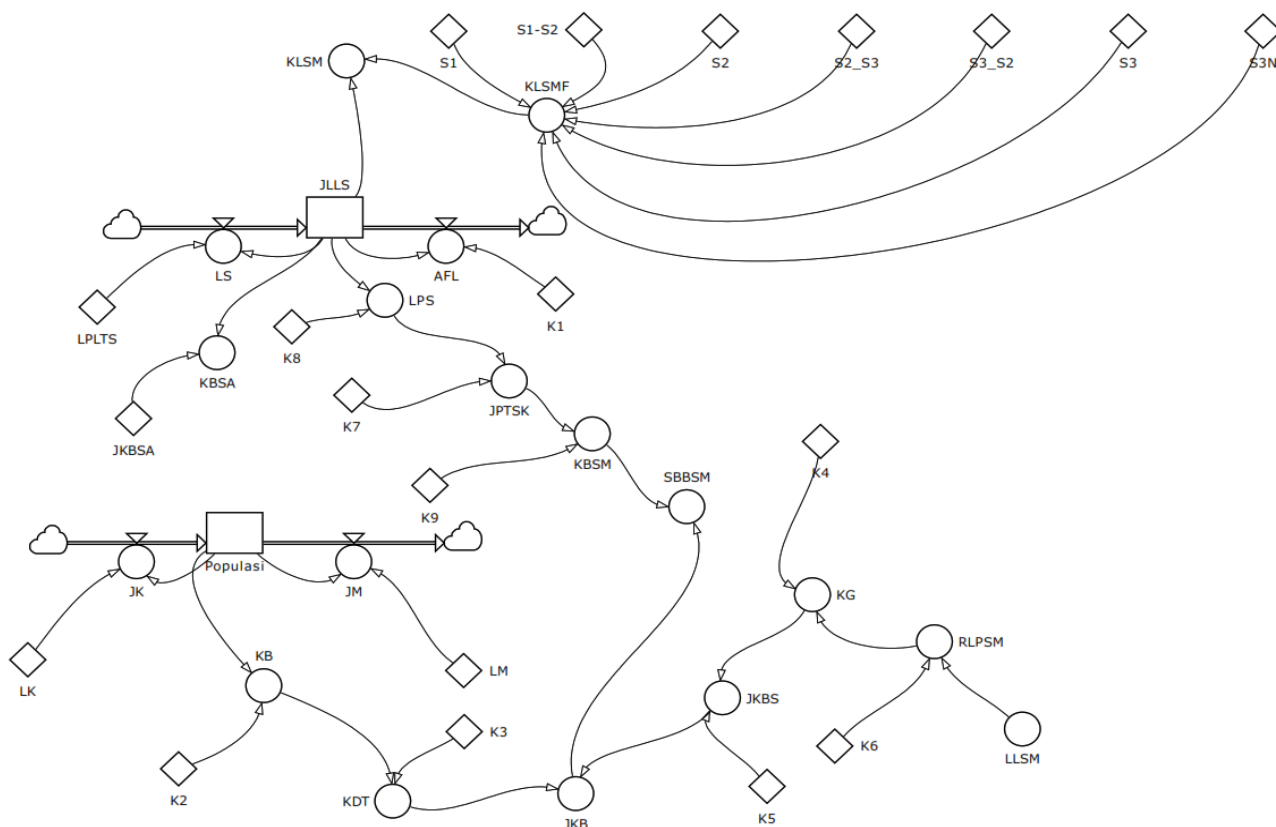 S1
S1-S2
S2
S2_S3
S3_S2
S3
S3N
KLSM
KLSMF
JLLS
LS
AFL
LPLTS
K1
LPS
K8
KBSA
JKBSA
K7
JPTSK
KBSM
K9
SBBSM
K4
Populasi
JK
JM
LK
KB
LM
KG
RLPSM
JKBS
K3
K6
LLSM
K2
KDT
JKB
K5